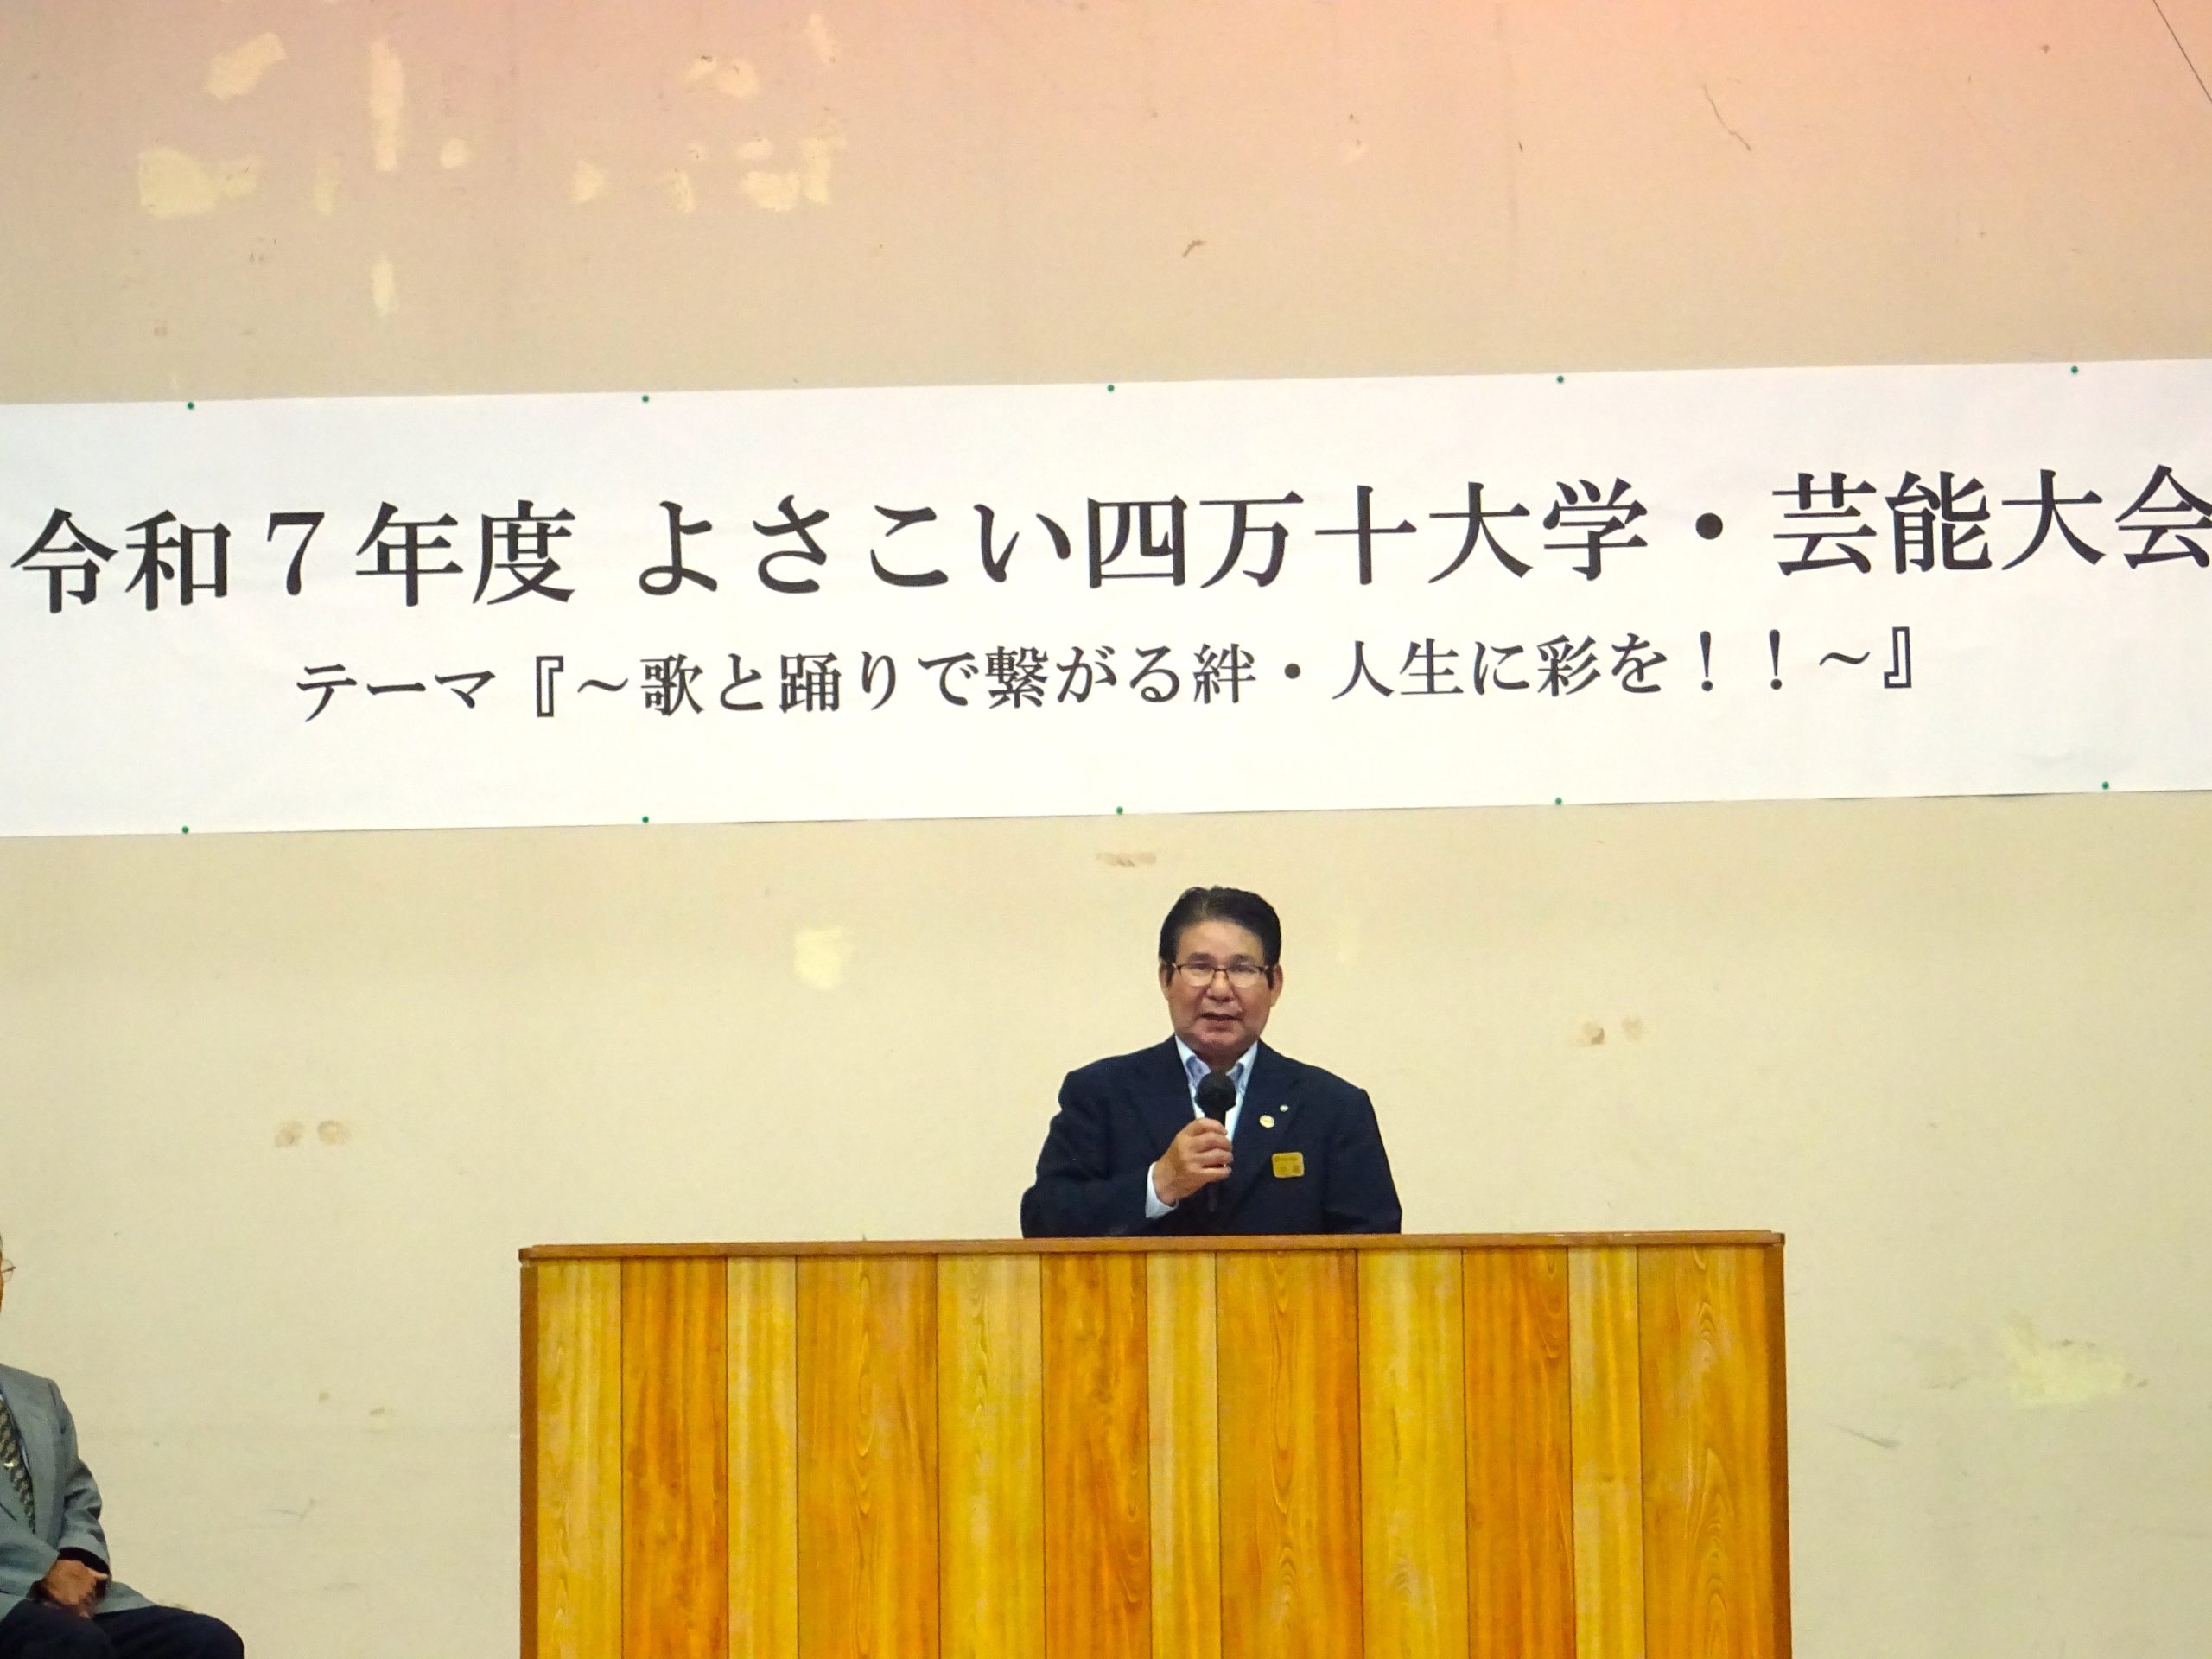 令和７年度 よさこい四万十大学・芸能大会
テーマ『～歌と踊りで繋がる絆・人生に彩を！！～』